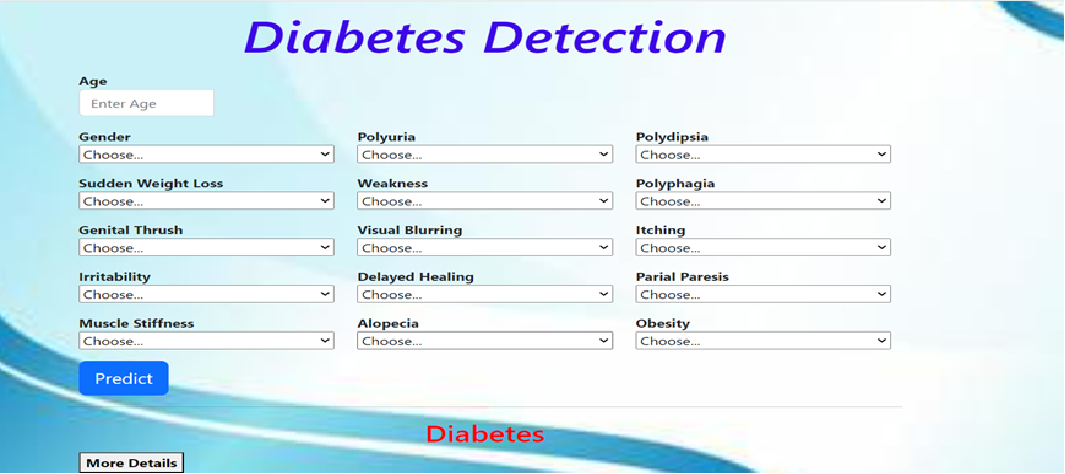 Diabetes Detection
Age
Enter Age
Gender Polyuria Polydipsia
Choose... Choose... Choose...
Sudden Weight Loss Weakness Polyphagia
Choose... Choose... Choose...
Genital Thrush Visual Blurring Itching
Choose... Choose... Choose...
Irritability Delayed Healing Parial Paresis
Choose... Choose... Choose...
Muscle Stiffness Alopecia Obesity
Choose... Choose... Choose...
Predict
Diabetes
More Details